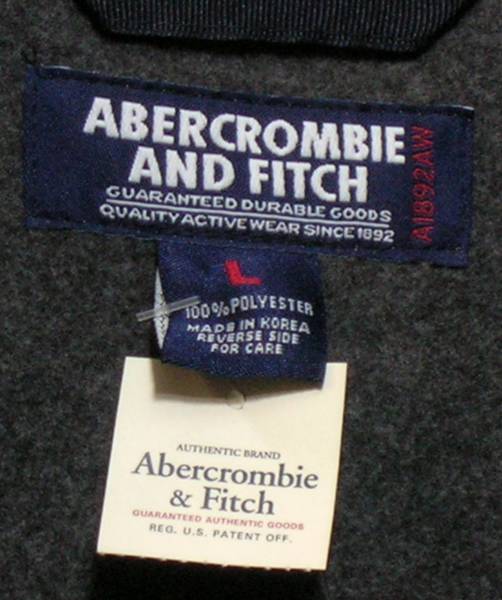 ABERCROMBIE
AND FITCH
GUARANTEED DURABLE GOODS
QUALITY ACTIVE WEAR SINCE 1892
A1892AW
L
100% POLYESTER
MADE IN KOREA
REVERSE SIDE
FOR CARE
AUTHENTIC BRAND
Abercrombie
& Fitch
GUARANTEED AUTHENTIC GOODS
REG. U.S. PATENT OFF.